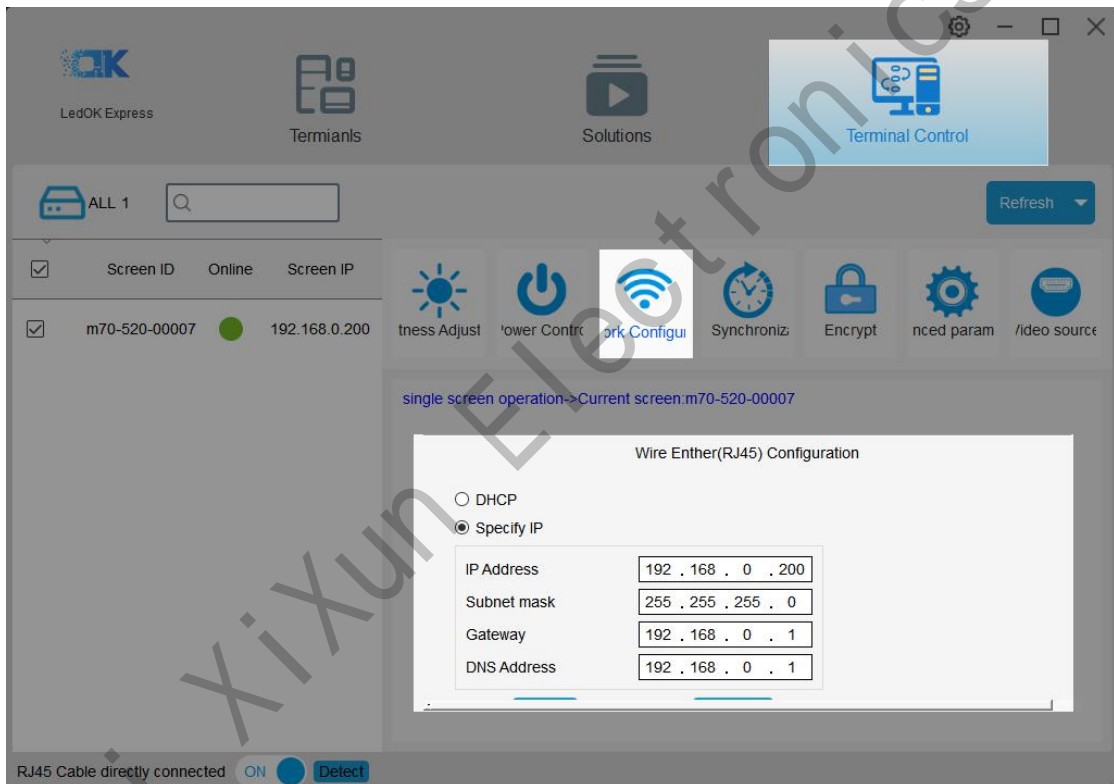 LedOK Express
Termianls
Solutions
Terminal Control
ALL 1
Refresh
Screen ID Online Screen IP
m70-520-00007 192.168.0.200
tness Adjust
ower Contro
ork Configu
Synchroniz
Encrypt
nced param
Video source
single screen operation->Current screen:m70-520-00007
Wire Enther(RJ45) Configuration
DHCP
Specify IP
IP Address 192 . 168 . 0 . 200
Subnet mask 255 . 255 . 255 . 0
Gateway 192 . 168 . 0 . 1
DNS Address 192 . 168 . 0 . 1
RJ45 Cable directly connected ON Detect
XiXun Electronics